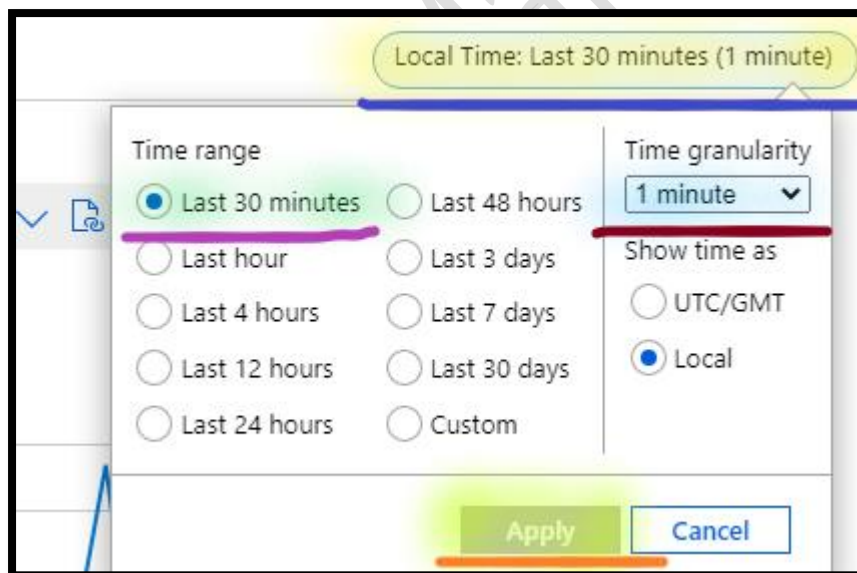 Local Time: Last 30 minutes (1 minute)
Time range
Last 30 minutes
Last hour
Last 4 hours
Last 12 hours
Last 24 hours
Last 48 hours
Last 3 days
Last 7 days
Last 30 days
Custom
Time granularity
1 minute
Show time as
UTC/GMT
Local
Apply
Cancel